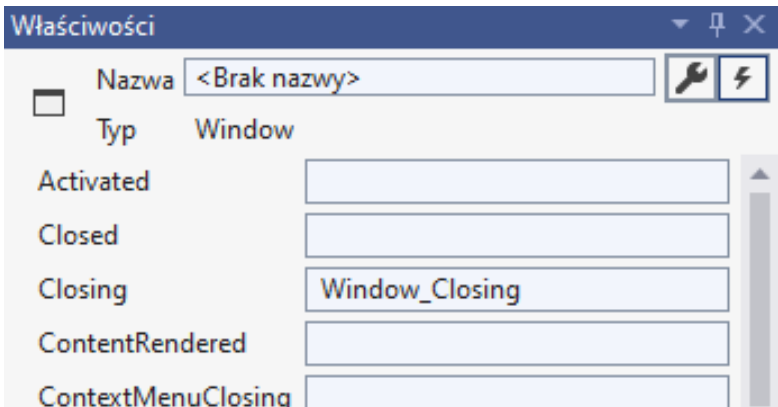 Właściwości
Nazwa <Brak nazwy>
Typ Window
Activated
Closed
Closing Window_Closing
ContentRendered
ContextMenuClosing